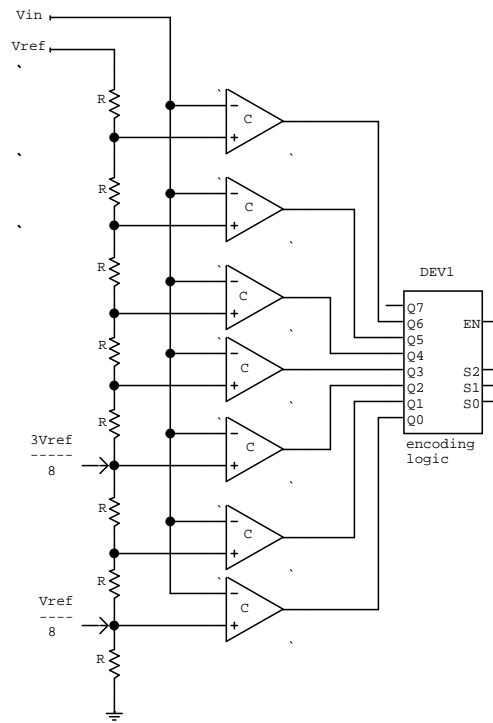 Vin
Vref
R
C
- +
R
C
- +
R
C
- +
R
C
- +
R
C
- +
R
C
- +
R
C
- +
R
3Vref
-----
8
Vref
----
8
DEV1
Q7
Q6 EN
Q5
Q4
Q3 S2
Q2 S1
Q1 S0
Q0
encoding
logic